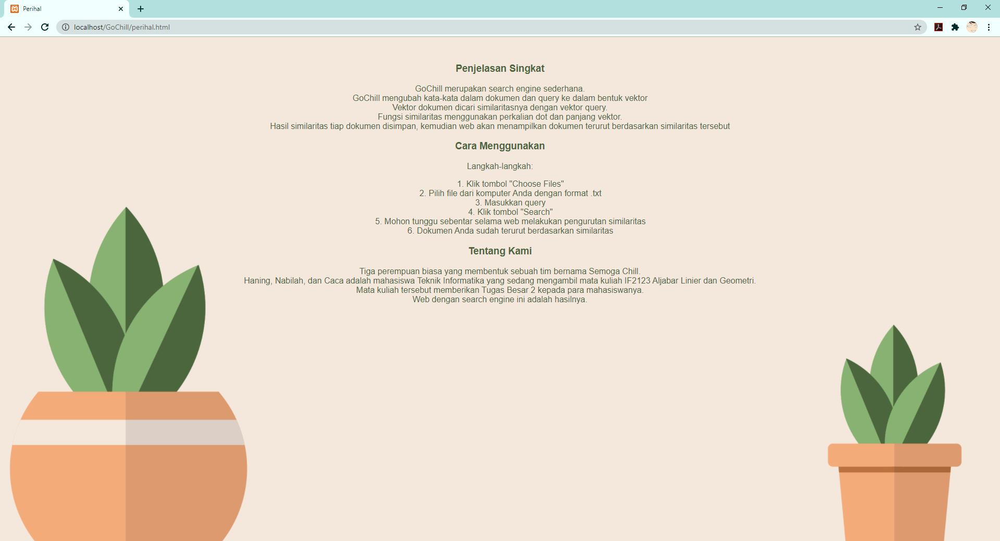 Perihal
localhost/GoChill/perihal.html
Penjelasan Singkat
GoChill merupakan search engine sederhana.
GoChill mengubah kata-kata dalam dokumen dan query ke dalam bentuk vektor
Vektor dokumen dicari similaritasnya dengan vektor query.
Fungsi similaritas menggunakan perkalian dot dan panjang vektor.
Hasil similaritas tiap dokumen disimpan, kemudian web akan menampilkan dokumen terurut berdasarkan similaritas tersebut
Cara Menggunakan
Langkah-langkah:
1. Klik tombol "Choose Files"
2. Pilih file dari komputer Anda dengan format .txt
3. Masukkan query
4. Klik tombol "Search"
5. Mohon tunggu sebentar selama web melakukan pengurutan similaritas
6. Dokumen Anda sudah terurut berdasarkan similaritas
Tentang Kami
Tiga perempuan biasa yang membentuk sebuah tim bernama Semoga Chill.
Haning, Nabilah, dan Caca adalah mahasiswa Teknik Informatika yang sedang mengambil mata kuliah IF2123 Aljabar Linier dan Geometri.
Mata kuliah tersebut memberikan Tugas Besar 2 kepada para mahasiswanya.
Web dengan search engine ini adalah hasilnya.